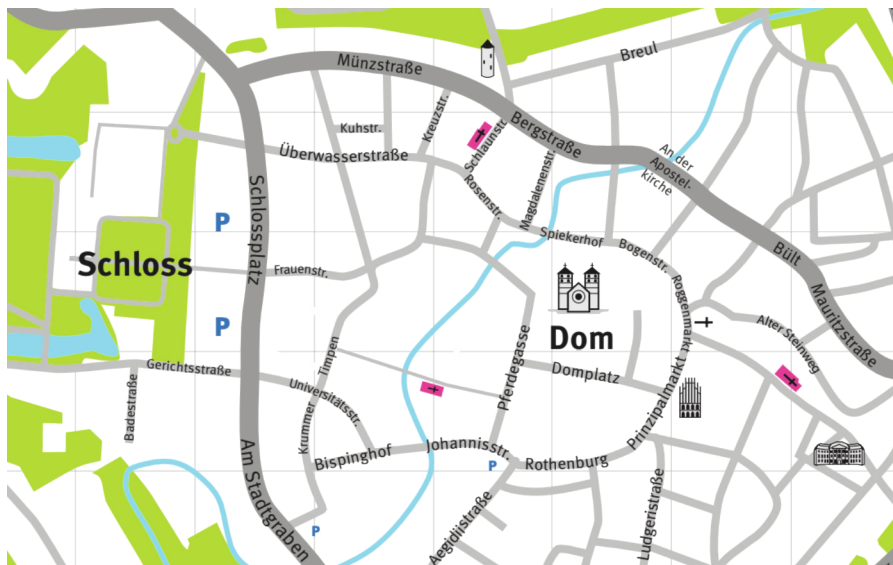 Breul
Münzstraße
Bergstraße
Kuhstr.
Kreuzstr.
Schlaunstr.
Überwasserstraße
Rosenstr.
Magdalenenstr.
An der
Apostel-
kirche
Schlossplatz
P
Spiekerhof
Bogenstr.
Bült
Schloss
Frauenstr.
Roggenmarkt
Mauritzstraße
P
Dom
Alter Steinweg
Gerichtsstraße
Timpen
Krummer
Universitätsstr.
Pferdegasse
Domplatz
Prinzipalmarkt
Badestraße
Bispinghof
Johannisstr.
P
Rothenburg
Am Stadtgraben
P
Aegidiistraße
Ludgeristraße